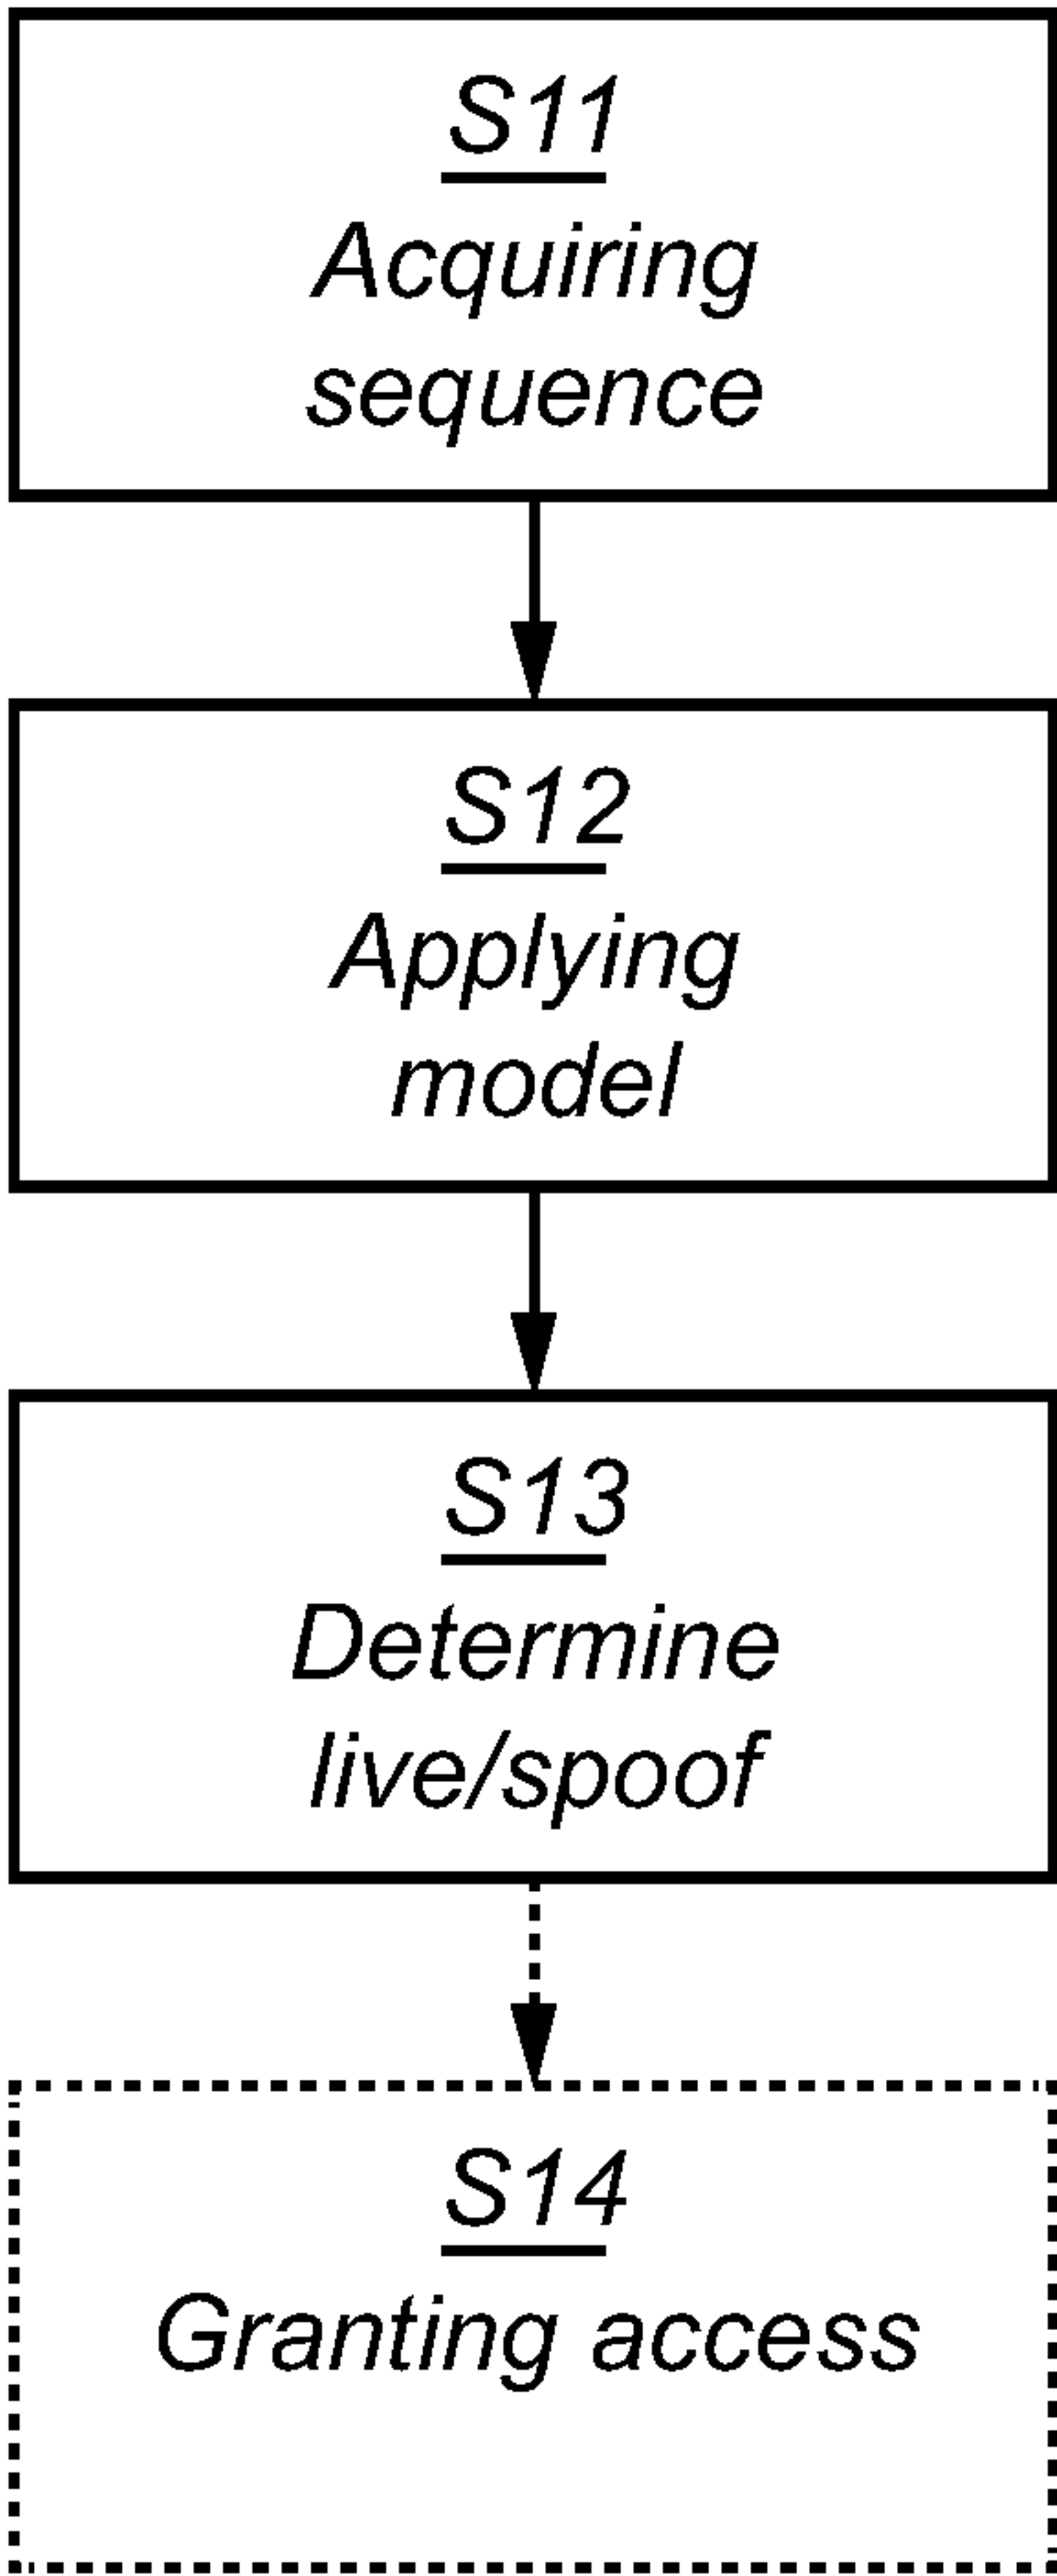 S11
Acquiring
sequence
S12
Applying
model
S13
Determine
live/spoof
S14
Granting access